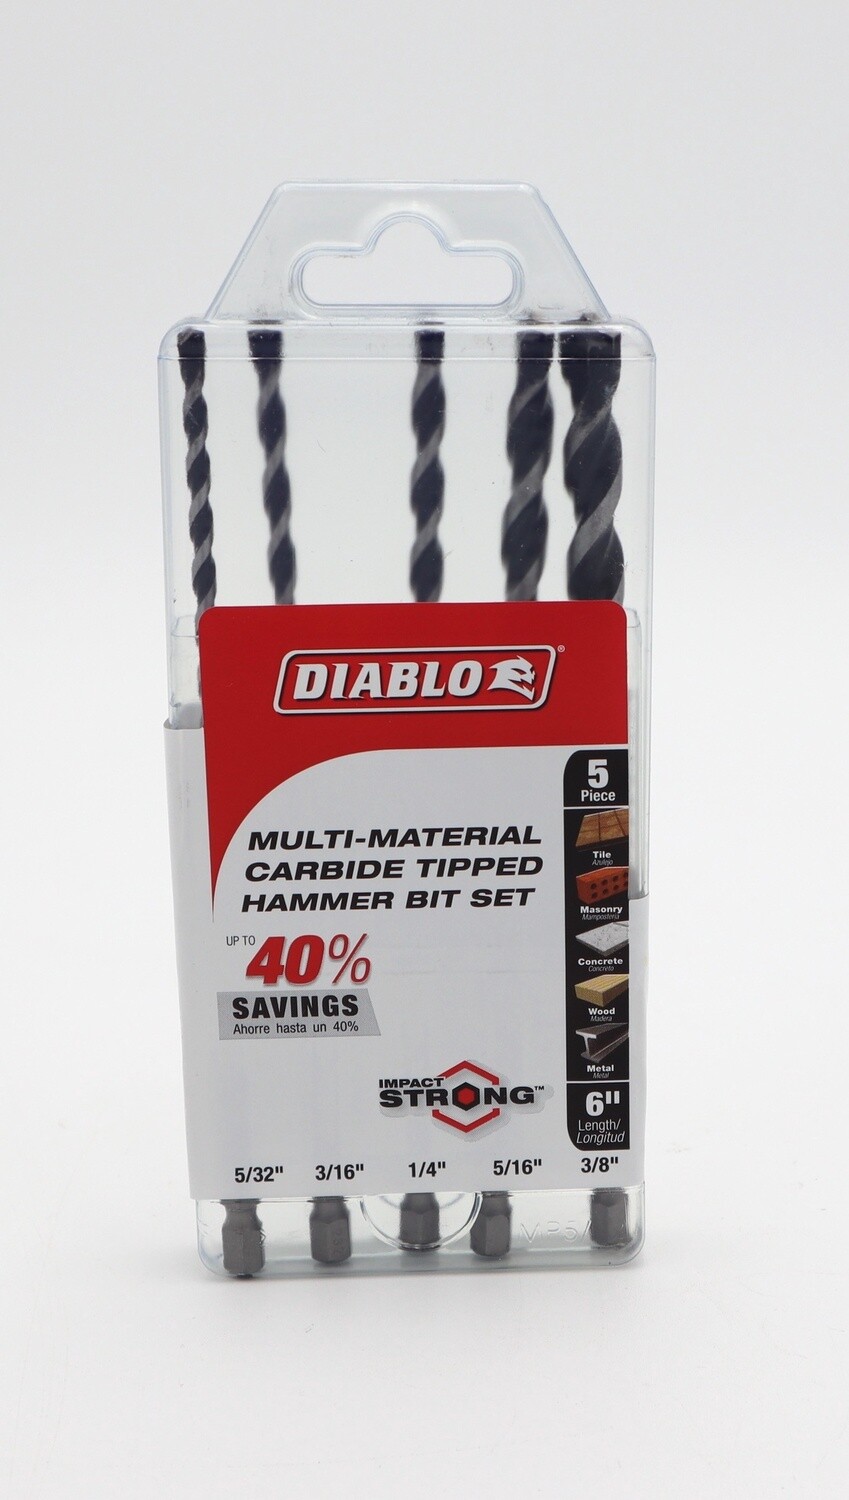 DIABLO®
5
Piece
MULTI-MATERIAL
CARBIDE TIPPED
HAMMER BIT SET
UP TO
40%
SAVINGS
Ahorre hasta un 40%
Tile
Azulejo
Masonry
Mampostería
Concrete
Concreto
Wood
Madera
Metal
Metal
IMPACT
STRONG™
6"
Length/
Longitud
5/32" 3/16" 1/4" 5/16" 3/8"